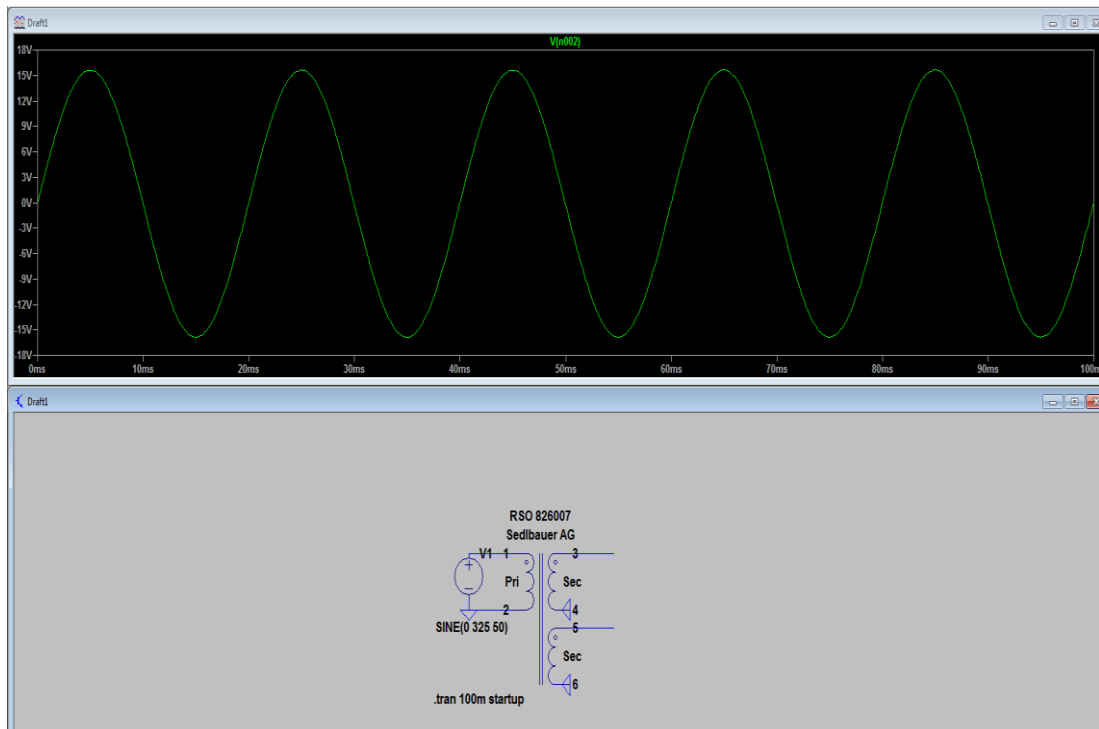 Draft1
V(n002)
18V
15V
12V
9V
6V
3V
0V
-3V
-6V
-9V
-12V
-15V
-18V
0ms 10ms 20ms 30ms 40ms 50ms 60ms 70ms 80ms 90ms
Draft1
RSO 826007
Sedlbauer AG
V1 1 3
Pri Sec
2 4
SINE(0 325 50) 5
Sec
6
.tran 100m startup